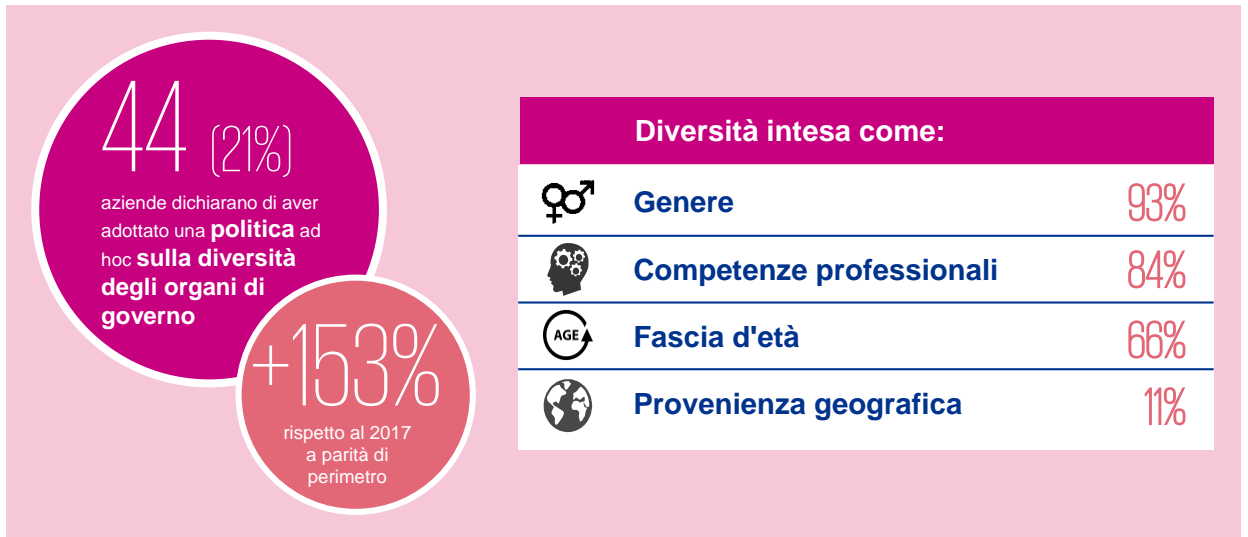 44 (21%)
aziende dichiarano di aver
adottato una politica ad
hoc sulla diversità
degli organi di
governo
+153%
rispetto al 2017
a parità di
perimetro
Diversità intesa come:
Genere 93%
Competenze professionali 84%
AGE
Fascia d'età 66%
Provenienza geografica 11%